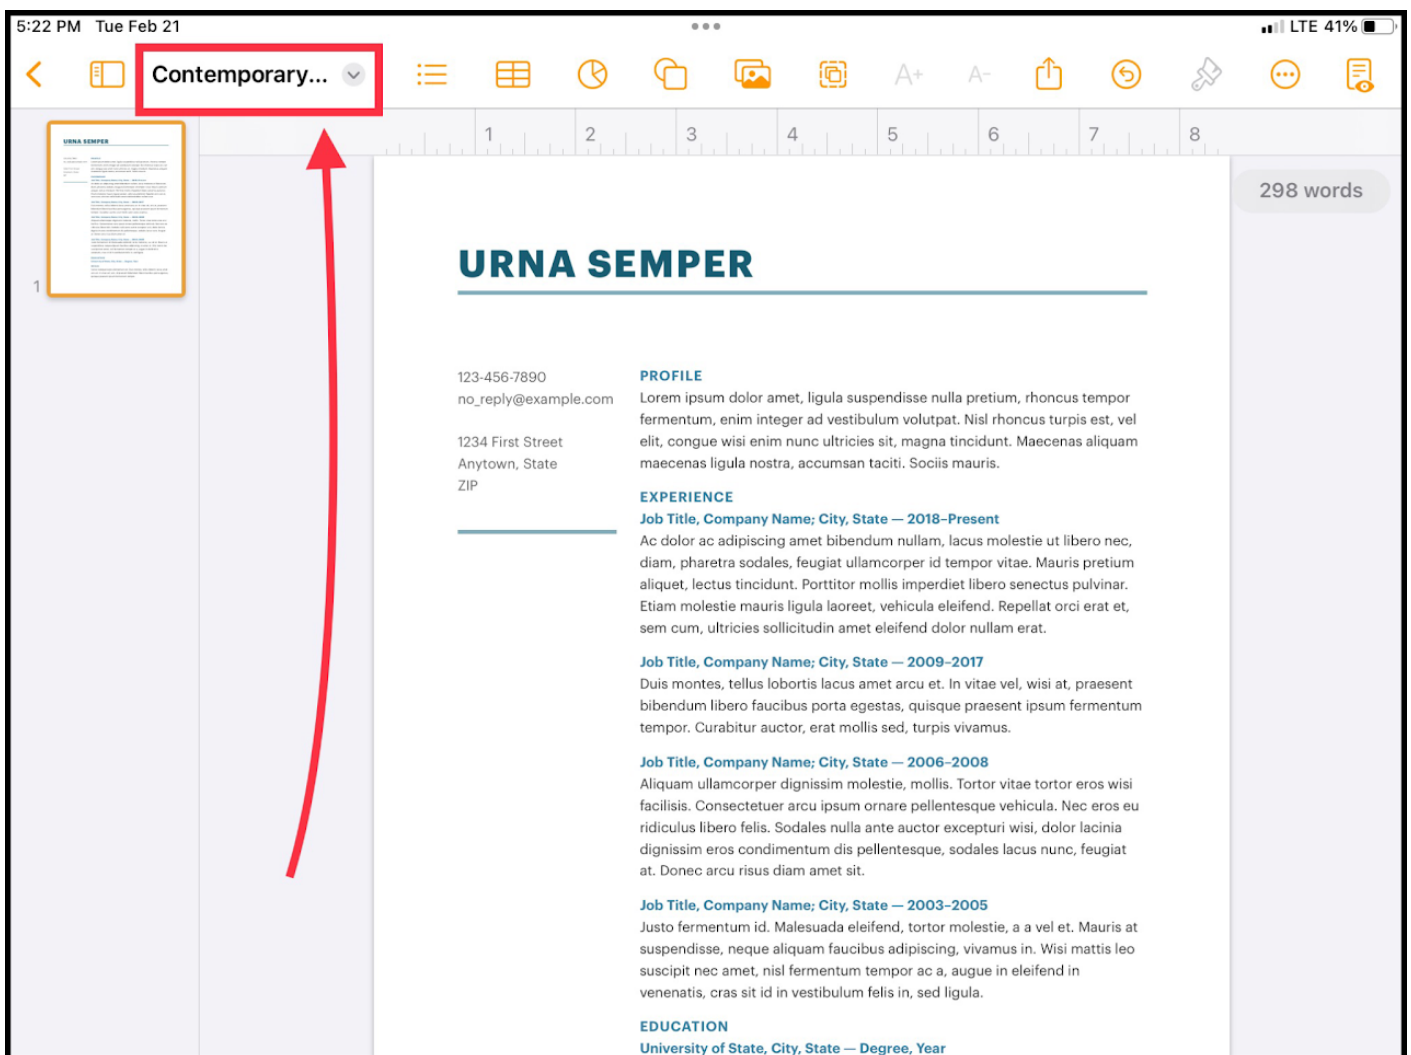 5:22 PM Tue Feb 21
LTE 41%
Contemporary...
A+
A-
1 2 3 4 5 6 7 8
298 words
URNA SEMPER
1
URNA SEMPER
123-456-7890
no_reply@example.com
1234 First Street
Anytown, State
ZIP
PROFILE
Lorem ipsum dolor amet, ligula suspendisse nulla pretium, rhoncus tempor
fermentum, enim integer ad vestibulum volutpat. Nisl rhoncus turpis est, vel
elit, congue wisi enim nunc ultricies sit, magna tincidunt. Maecenas aliquam
maecenas ligula nostra, accumsan taciti. Sociis mauris.
EXPERIENCE
Job Title, Company Name; City, State — 2018–Present
Ac dolor ac adipiscing amet bibendum nullam, lacus molestie ut libero nec,
diam, pharetra sodales, feugiat ullamcorper id tempor vitae. Mauris pretium
aliquet, lectus tincidunt. Porttitor mollis imperdiet libero senectus pulvinar.
Etiam molestie mauris ligula laoreet, vehicula eleifend. Repellat orci erat et,
sem cum, ultricies sollicitudin amet eleifend dolor nullam erat.
Job Title, Company Name; City, State — 2009–2017
Duis montes, tellus lobortis lacus amet arcu et. In vitae vel, wisi at, praesent
bibendum libero faucibus porta egestas, quisque praesent ipsum fermentum
tempor. Curabitur auctor, erat mollis sed, turpis vivamus.
Job Title, Company Name; City, State — 2006–2008
Aliquam ullamcorper dignissim molestie, mollis. Tortor vitae tortor eros wisi
facilisis. Consectetuer arcu ipsum ornare pellentesque vehicula. Nec eros eu
ridiculus libero felis. Sodales nulla ante auctor excepturi wisi, dolor lacinia
dignissim eros condimentum dis pellentesque, sodales lacus nunc, feugiat
at. Donec arcu risus diam amet sit.
Job Title, Company Name; City, State — 2003–2005
Justo fermentum id. Malesuada eleifend, tortor molestie, a a vel et. Mauris at
suspendisse, neque aliquam faucibus adipiscing, vivamus in. Wisi mattis leo
suscipit nec amet, nisl fermentum tempor ac a, augue in eleifend in
venenatis, cras sit id in vestibulum felis in, sed ligula.
EDUCATION
University of State, City, State — Degree, Year